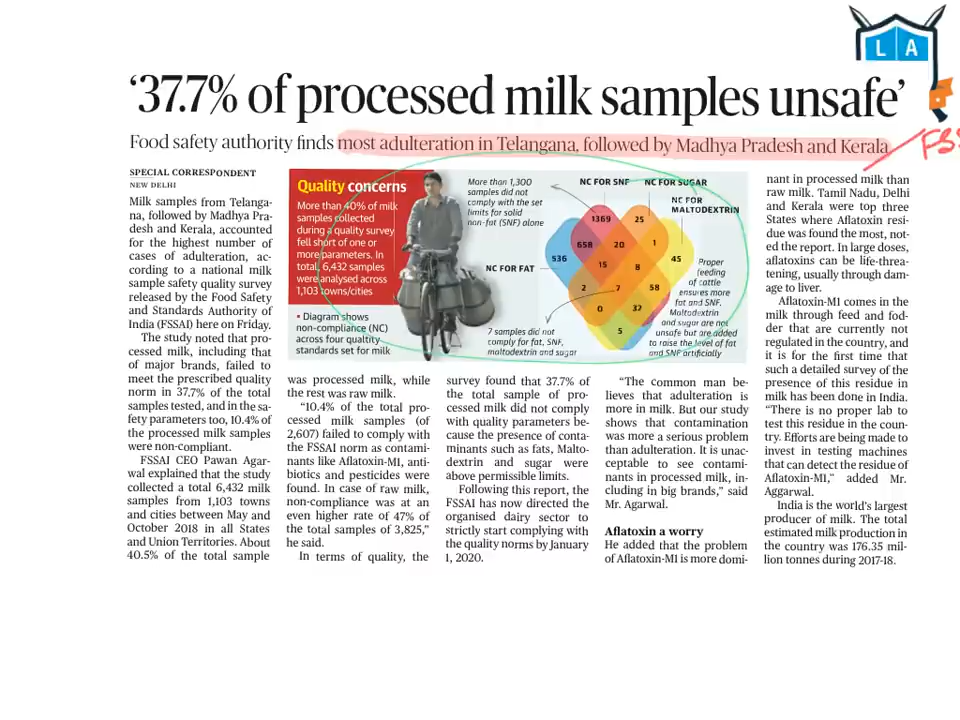 L A
‘37.7% of processed milk samples unsafe’
Food safety authority finds most adulteration in Telangana, followed by Madhya Pradesh and Kerala
FSS
SPECIAL CORRESPONDENT
NEW DELHI
Milk samples from Telanga-
na, followed by Madhya Pra-
desh and Kerala, accounted
for the highest number of
cases of adulteration, ac-
cording to a national milk
sample safety quality survey
released by the Food Safety
and Standards Authority of
India (FSSAI) here on Friday.
The study noted that pro-
cessed milk, including that
of major brands, failed to
meet the prescribed quality
norm in 37.7% of the total
samples tested, and in the sa-
fety parameters too, 10.4% of
the processed milk samples
were non-compliant.
FSSAI CEO Pawan Agar-
wal explained that the study
collected a total 6,432 milk
samples from 1,103 towns
and cities between May and
October 2018 in all States
and Union Territories. About
40.5% of the total sample
Quality concerns
More than 40% of milk
samples collected
during a quality survey
fell short of one or
more parameters. In
total, 6,432 samples
were analysed across
1,103 towns/cities
▪ Diagram shows
non-compliance (NC)
across four quality
standards set for milk
More than 1,300
samples did not
comply with the set
limits for solid
non-fat (SNF) alone
NC FOR SNF
NC FOR SUGAR
NC FOR
MALTODEXTRIN
NC FOR FAT
1369
25
658
20
1
536
15
8
45
2
7
58
0
32
5
7 samples did not
comply for fat, SNF,
maltodextrin and sugar
Proper
feeding
of cattle
ensures more
fat and SNF.
Maltodextrin
and sugar are not
unsafe but are added
to raise the level of fat
and SNF artificially
was processed milk, while
the rest was raw milk.
“10.4% of the total pro-
cessed milk samples (of
2,607) failed to comply with
the FSSAI norm as contami-
nants like Aflatoxin-M1, anti-
biotics and pesticides were
found. In case of raw milk,
non-compliance was at an
even higher rate of 47% of
the total samples of 3,825,”
he said.
In terms of quality, the
survey found that 37.7% of
the total sample of pro-
cessed milk did not comply
with quality parameters be-
cause the presence of conta-
minants such as fats, Malto-
dextrin and sugar were
above permissible limits.
Following this report, the
FSSAI has now directed the
organised dairy sector to
strictly start complying with
the quality norms by January
1, 2020.
“The common man be-
lieves that adulteration is
more in milk. But our study
shows that contamination
was more a serious problem
than adulteration. It is unac-
ceptable to see contami-
nants in processed milk, in-
cluding in big brands,” said
Mr. Agarwal.
Aflatoxin a worry
He added that the problem
of Aflatoxin-M1 is more domi-
nant in processed milk than
raw milk. Tamil Nadu, Delhi
and Kerala were top three
States where Aflatoxin resi-
due was found the most, not-
ed the report. In large doses,
aflatoxins can be life-threa-
tening, usually through dam-
age to liver.
Aflatoxin-M1 comes in the
milk through feed and fod-
der that are currently not
regulated in the country, and
it is for the first time that
such a detailed survey of the
presence of this residue in
milk has been done in India.
“There is no proper lab to
test this residue in the coun-
try. Efforts are being made to
invest in testing machines
that can detect the residue of
Aflatoxin-M1,” added Mr.
Aggarwal.
India is the world’s largest
producer of milk. The total
estimated milk production in
the country was 176.35 mil-
lion tonnes during 2017-18.